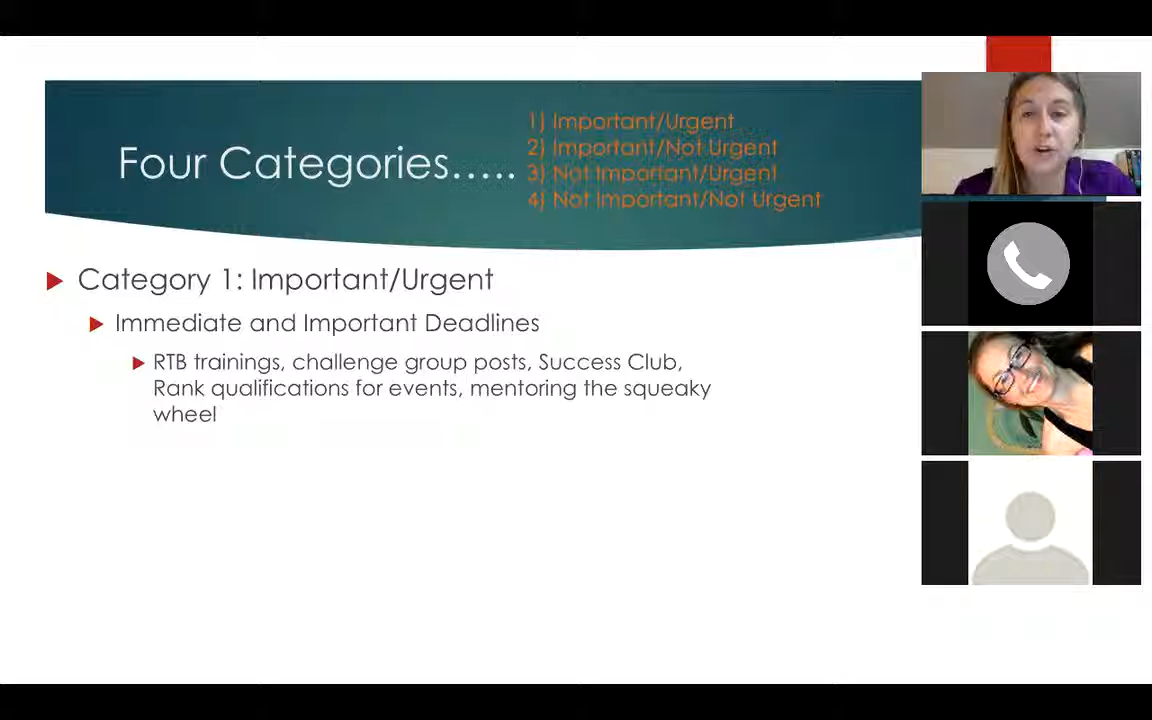 Four Categories.....
1) Important/Urgent
2) Important/Not Urgent
3) Not Important/Urgent
4) Not Important/Not Urgent
Category 1: Important/Urgent
Immediate and Important Deadlines
RTB trainings, challenge group posts, Success Club,
Rank qualifications for events, mentoring the squeaky
wheel